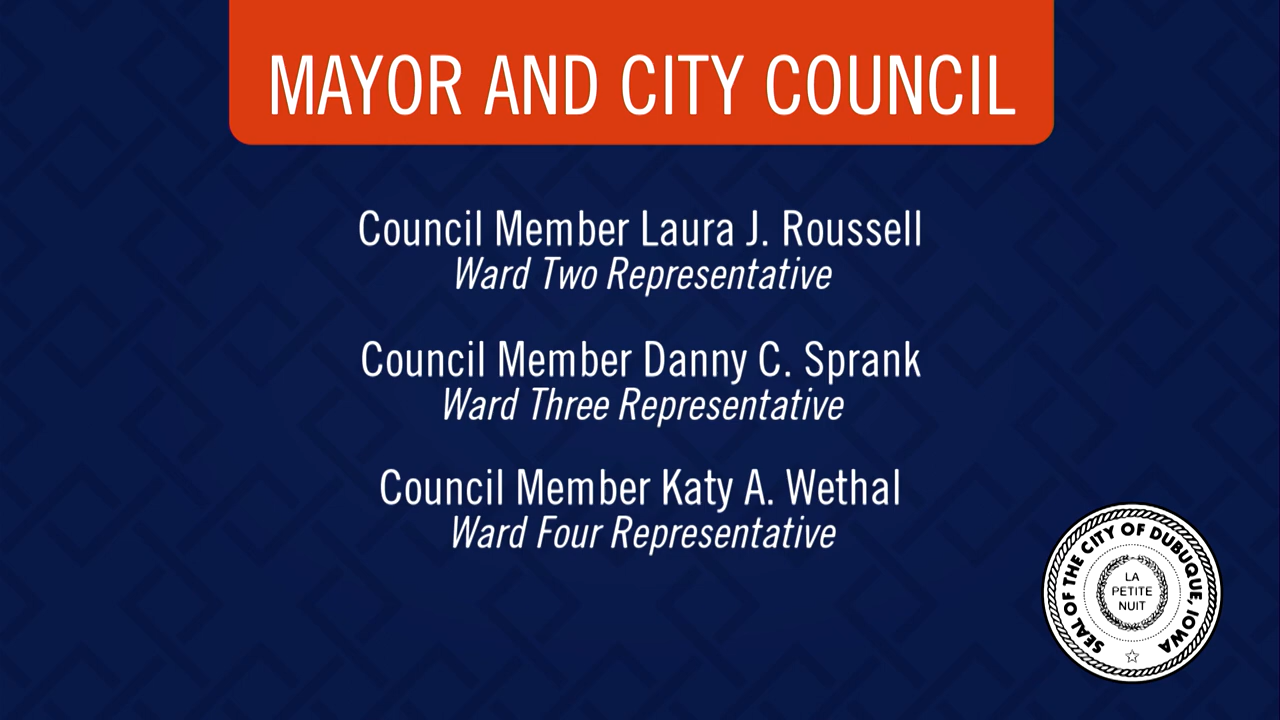 MAYOR AND CITY COUNCIL
Council Member Laura J. Roussell
Ward Two Representative
Council Member Danny C. Sprank
Ward Three Representative
Council Member Katy A. Wethal
Ward Four Representative
SEAL OF THE CITY OF DUBUQUE, IOWA
LA
PETITE
NUIT